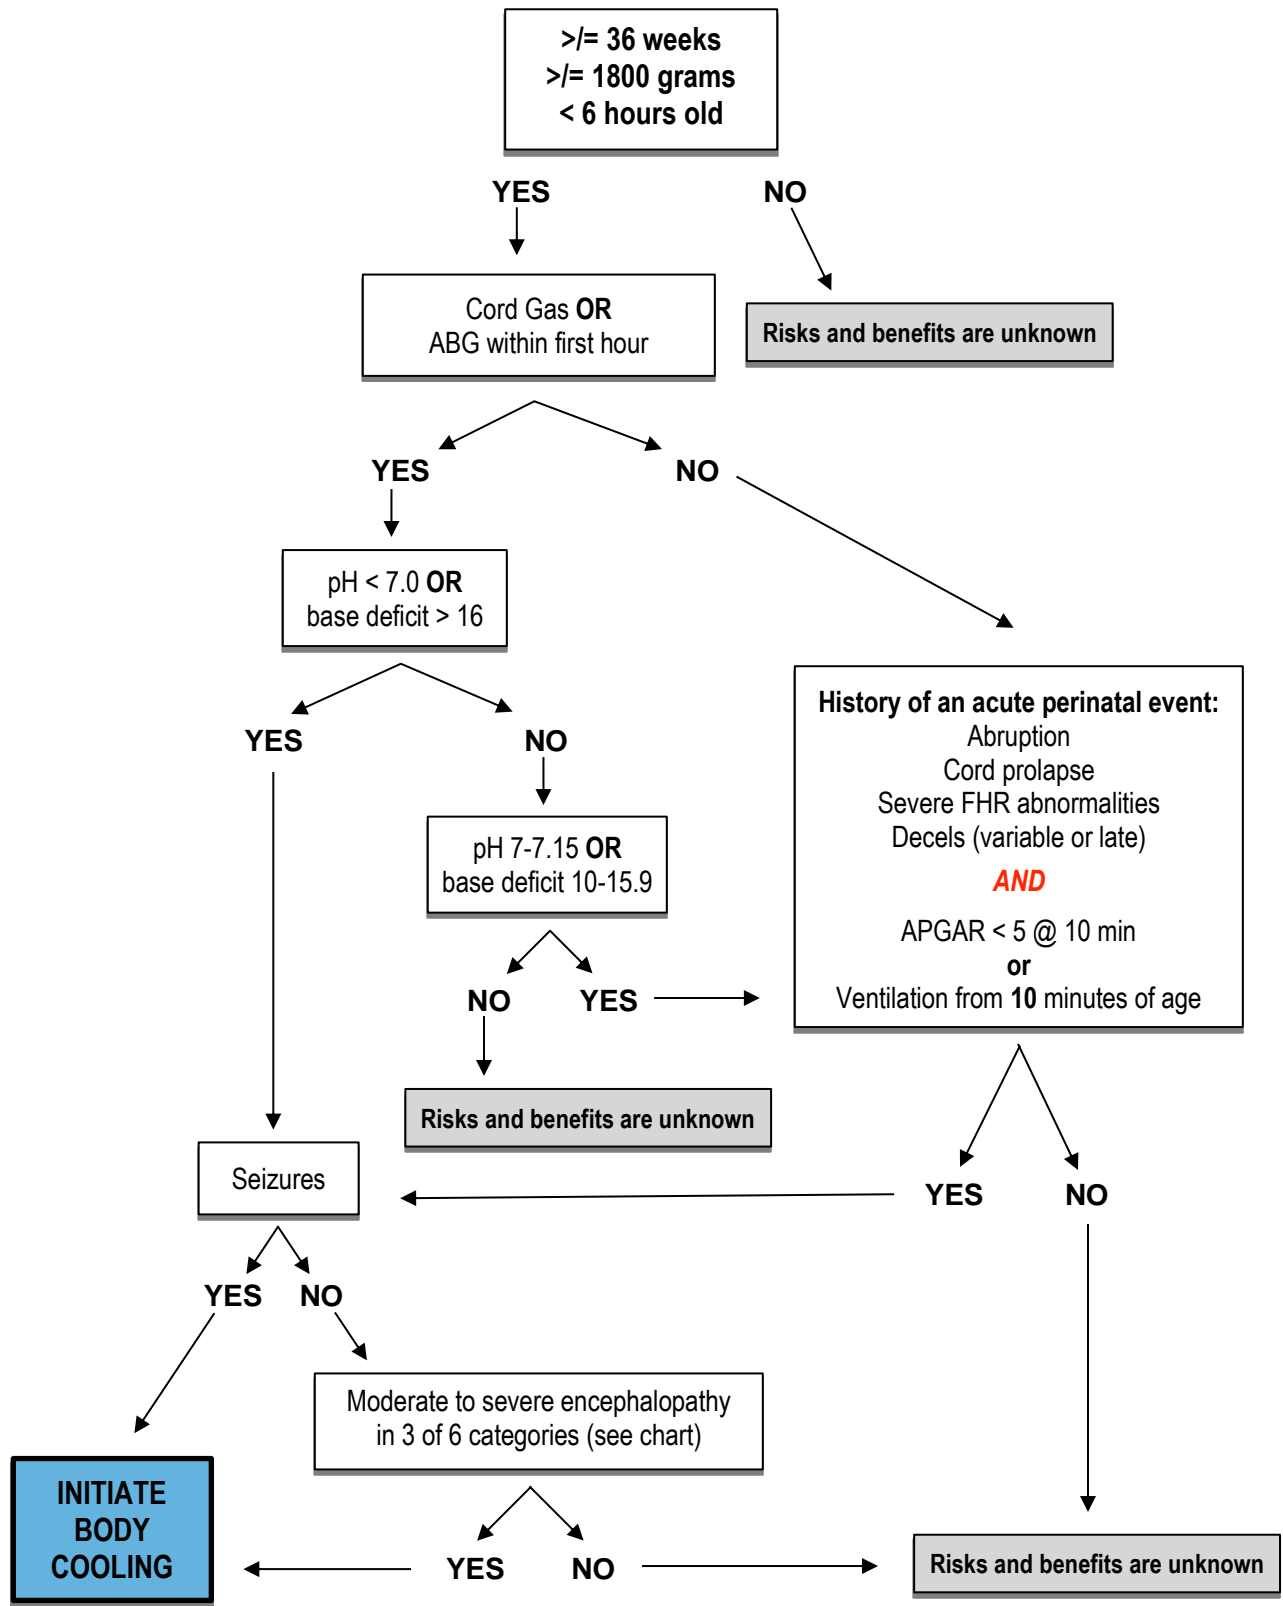 >/= 36 weeks
>/= 1800 grams
< 6 hours old
YES
NO
Cord Gas OR
ABG within first hour
Risks and benefits are unknown
YES
NO
pH < 7.0 OR
base deficit > 16
History of an acute perinatal event:
Abruption
Cord prolapse
Severe FHR abnormalities
Decels (variable or late)
AND
APGAR < 5 @ 10 min
or
Ventilation from 10 minutes of age
YES
NO
pH 7-7.15 OR
base deficit 10-15.9
NO
YES
Risks and benefits are unknown
Seizures
YES
NO
YES
NO
Moderate to severe encephalopathy
in 3 of 6 categories (see chart)
INITIATE
BODY
COOLING
YES
NO
Risks and benefits are unknown